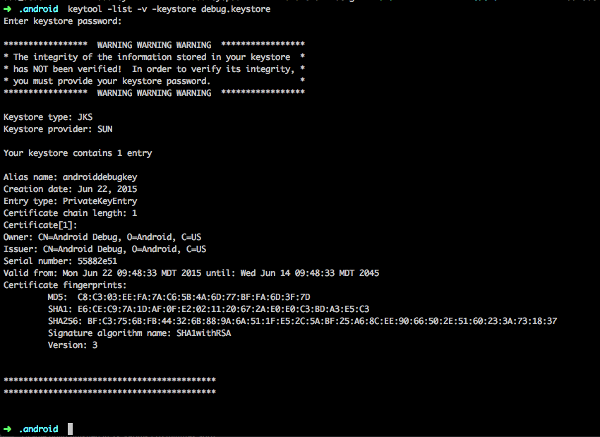 ➜ .android keytool -list -v -keystore debug.keystore
Enter keystore password:
***************** WARNING WARNING WARNING *****************
* The integrity of the information stored in your keystore *
* has NOT been verified! In order to verify its integrity, *
* you must provide your keystore password. *
***************** WARNING WARNING WARNING *****************
Keystore type: JKS
Keystore provider: SUN
Your keystore contains 1 entry
Alias name: androiddebugkey
Creation date: Jun 22, 2015
Entry type: PrivateKeyEntry
Certificate chain length: 1
Certificate[1]:
Owner: CN=Android Debug, O=Android, C=US
Issuer: CN=Android Debug, O=Android, C=US
Serial number: 55882e51
Valid from: Mon Jun 22 09:48:33 MDT 2015 until: Wed Jun 14 09:48:33 MDT 2045
Certificate fingerprints:
MD5: C8:C3:03:EE:FA:7A:C6:5B:4A:6D:77:BF:FA:6D:3F:7D
SHA1: E6:CE:C9:7A:1D:AF:0F:E2:02:11:20:67:2A:E0:E0:C3:BD:A3:E5:C3
SHA256: BF:C3:75:6B:FB:44:32:6B:88:9A:6A:51:1F:E5:2C:5A:BF:25:A6:8C:EE:90:66:50:2E:51:60:23:3A:73:18:37
Signature algorithm name: SHA1withRSA
Version: 3
*******************************************
*******************************************
➜ .android